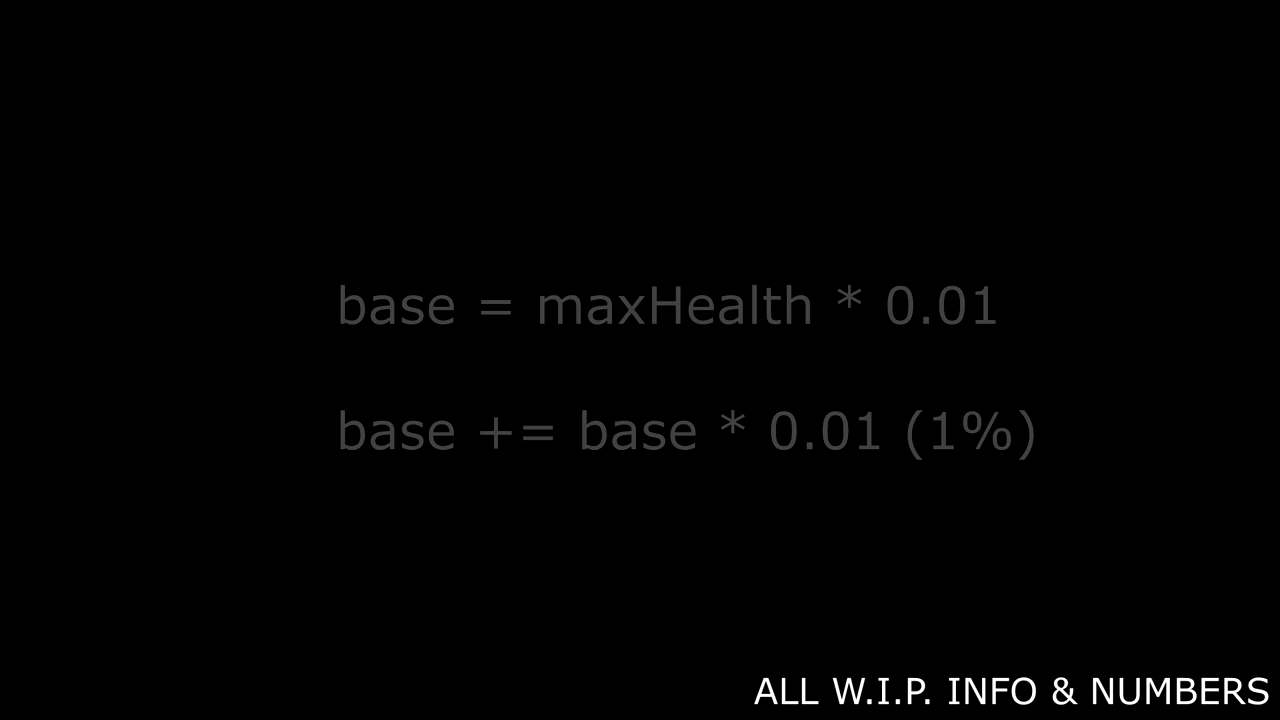 base = maxHealth * 0.01
base += base * 0.01 (1%)
ALL W.I.P. INFO & NUMBERS